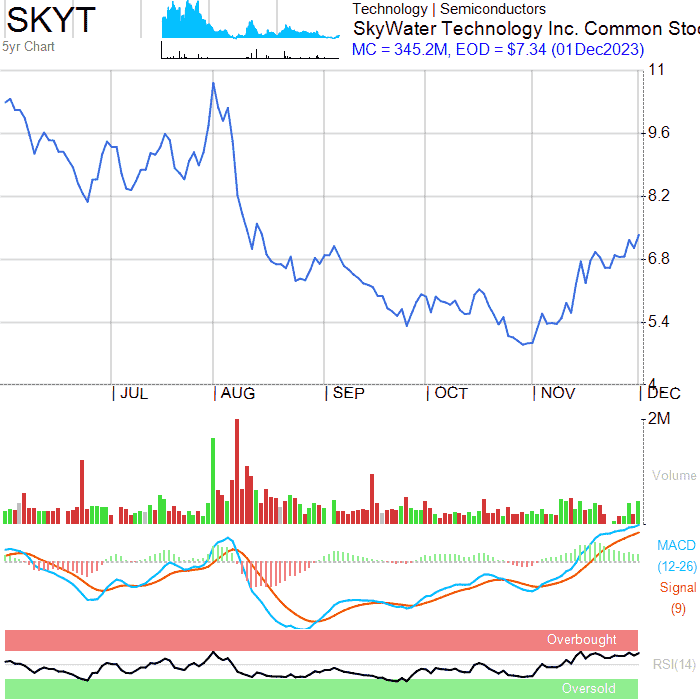 SKYT
5yr Chart
Technology | Semiconductors
SkyWater Technology Inc. Common Stoc
MC = 345.2M, EOD = $7.34 (01Dec2023)
11
9.6
8.2
6.8
5.4
4
JUL AUG SEP OCT NOV DEC
2M
Volume
MACD
(12-26)
Signal
(9)
Overbought
RSI(14)
Oversold